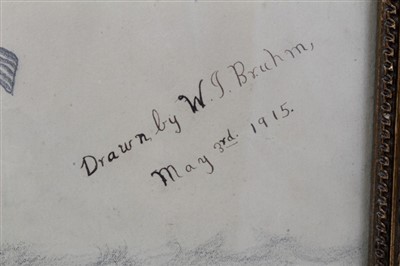 Drawn by W. J. Bruhm,
May 3rd. 1915.